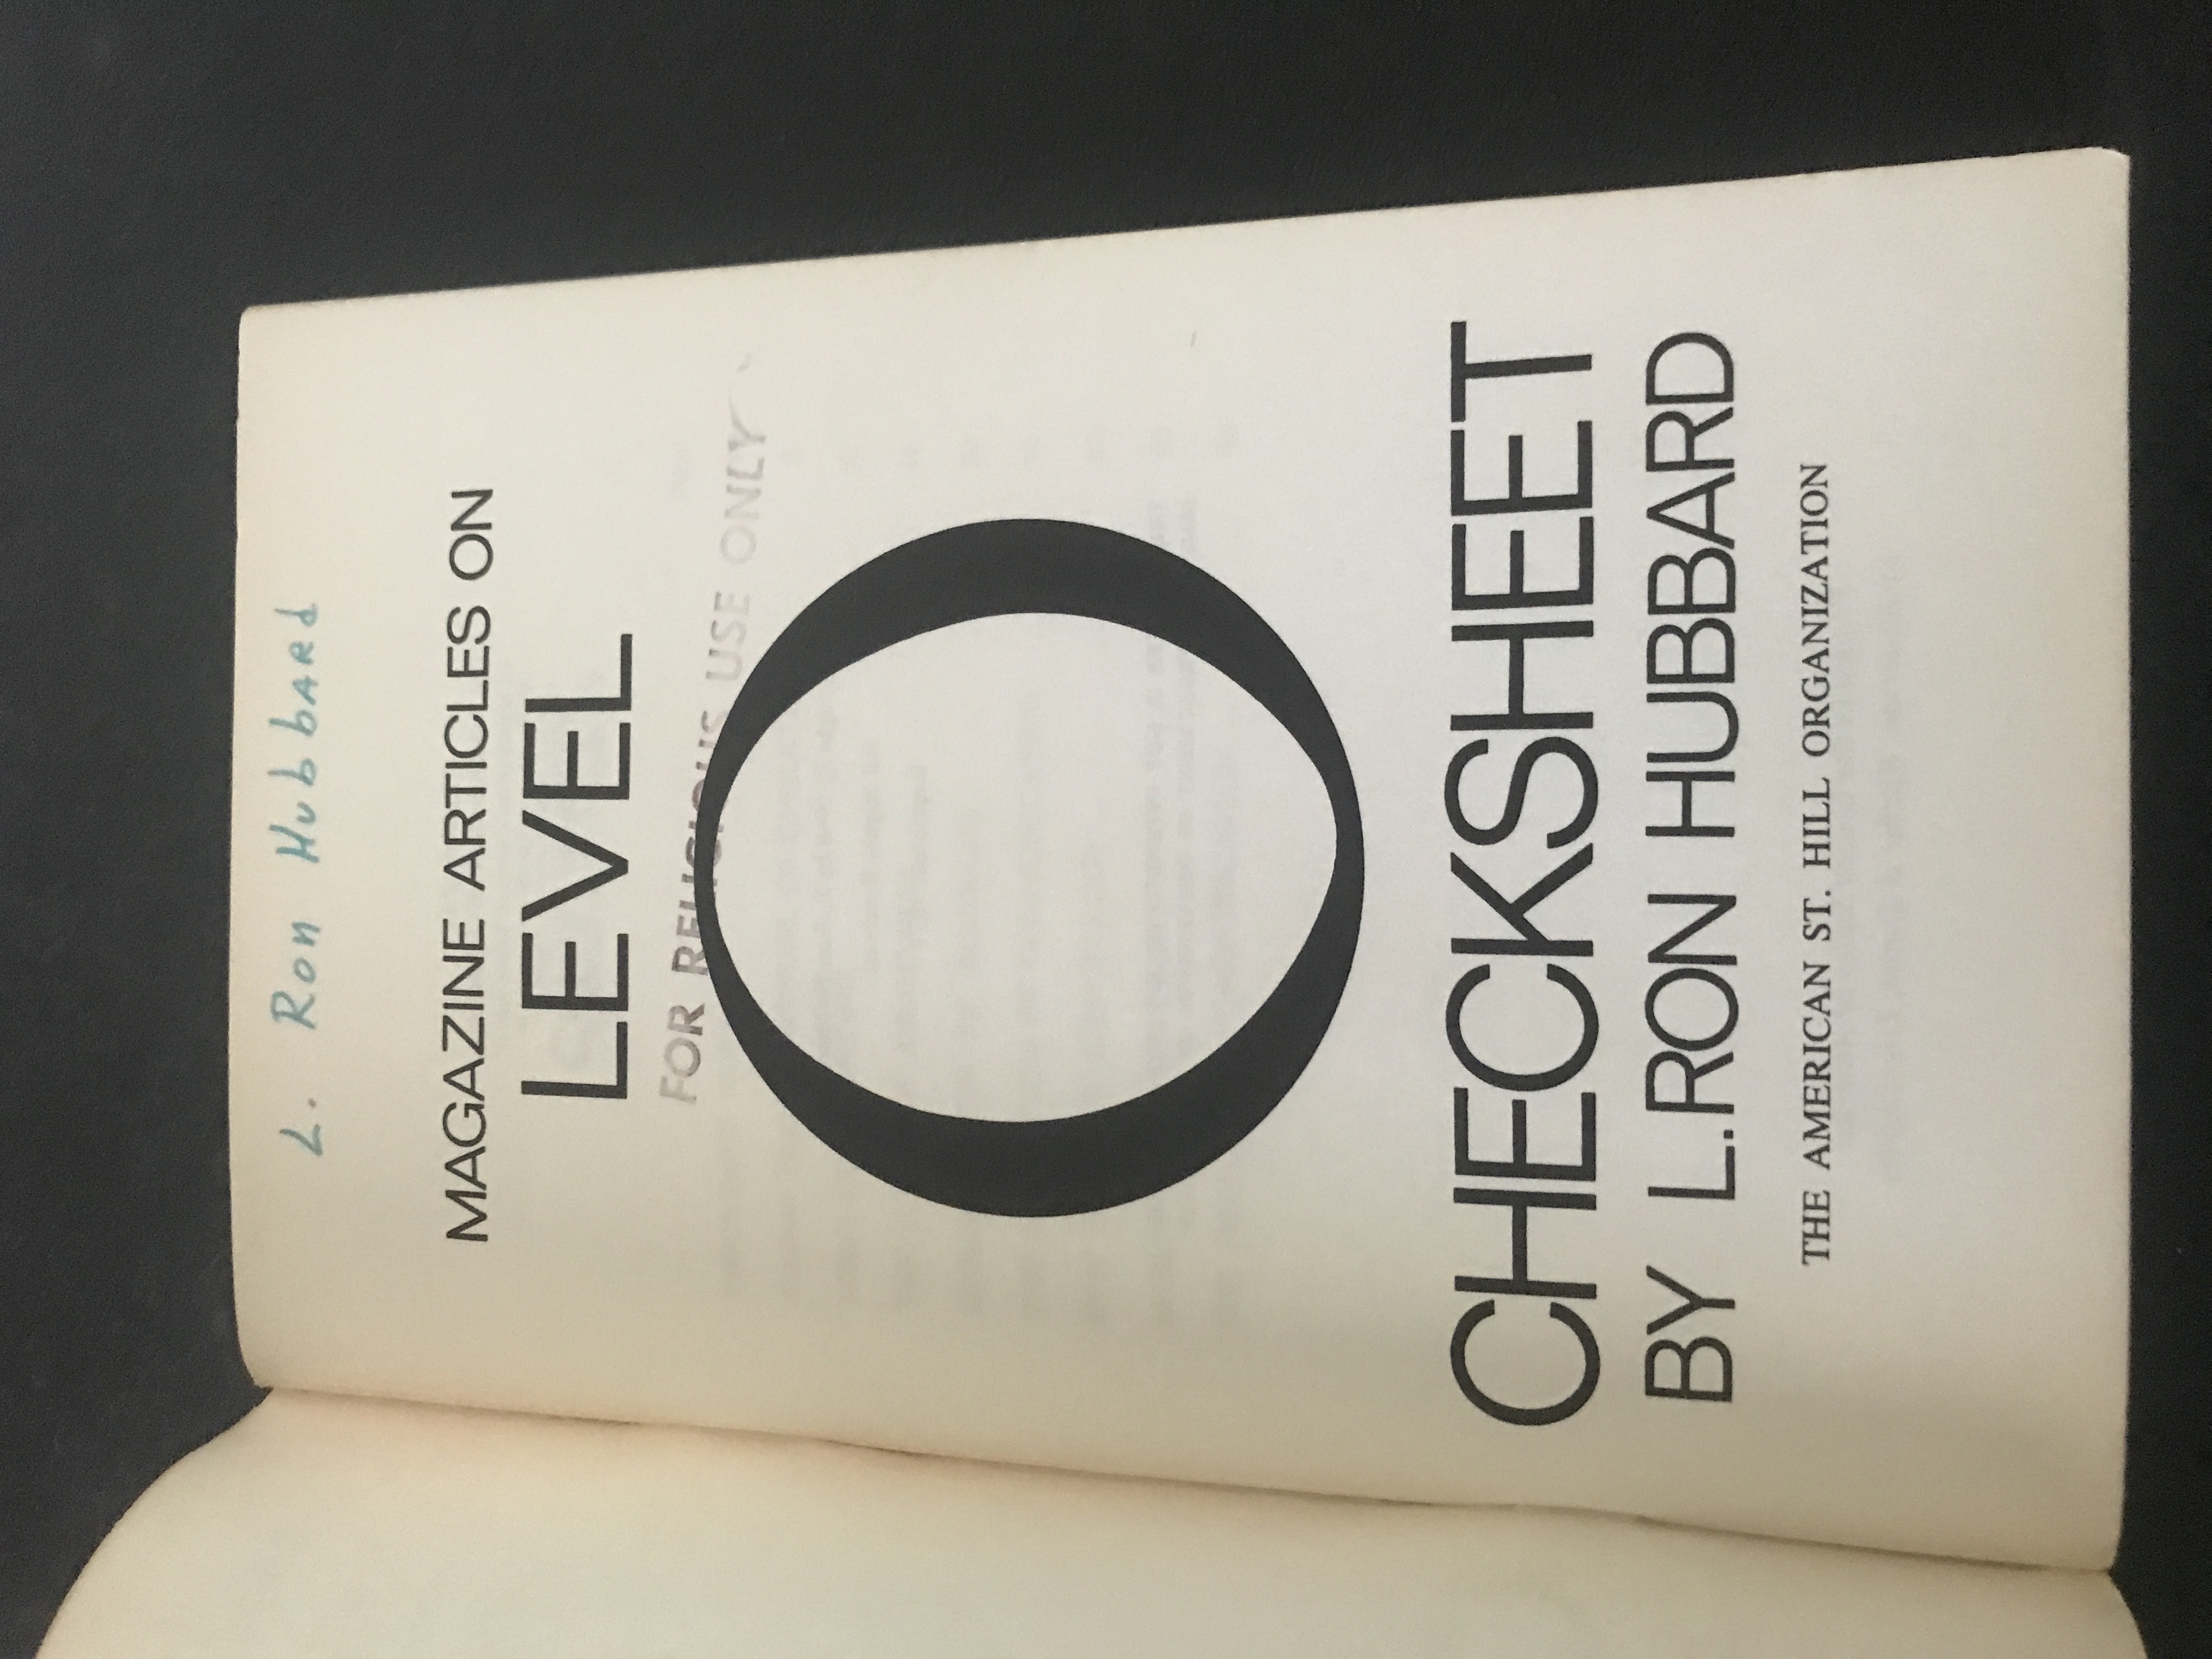 L. Ron Hubbard
MAGAZINE ARTICLES ON
LEVEL
FOR RELIGIOUS USE ONLY
O
CHECKSHEET
BY L.RON HUBBARD
THE AMERICAN ST. HILL ORGANIZATION